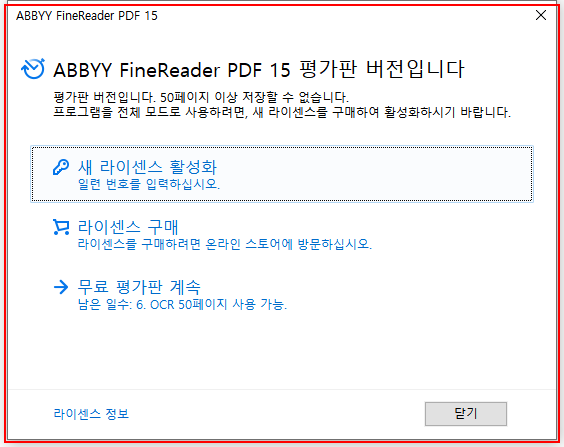 ABBYY FineReader PDF 15
ABBYY FineReader PDF 15 평가판 버전입니다
평가판 버전입니다. 50페이지 이상 저장할 수 없습니다.
프로그램을 전체 모드로 사용하려면, 새 라이센스를 구매하여 활성화하시기 바랍니다.
새 라이센스 활성화
일련 번호를 입력하십시오.
라이센스 구매
라이센스를 구매하려면 온라인 스토어에 방문하십시오.
무료 평가판 계속
남은 일수: 6. OCR 50페이지 사용 가능.
라이센스 정보
닫기